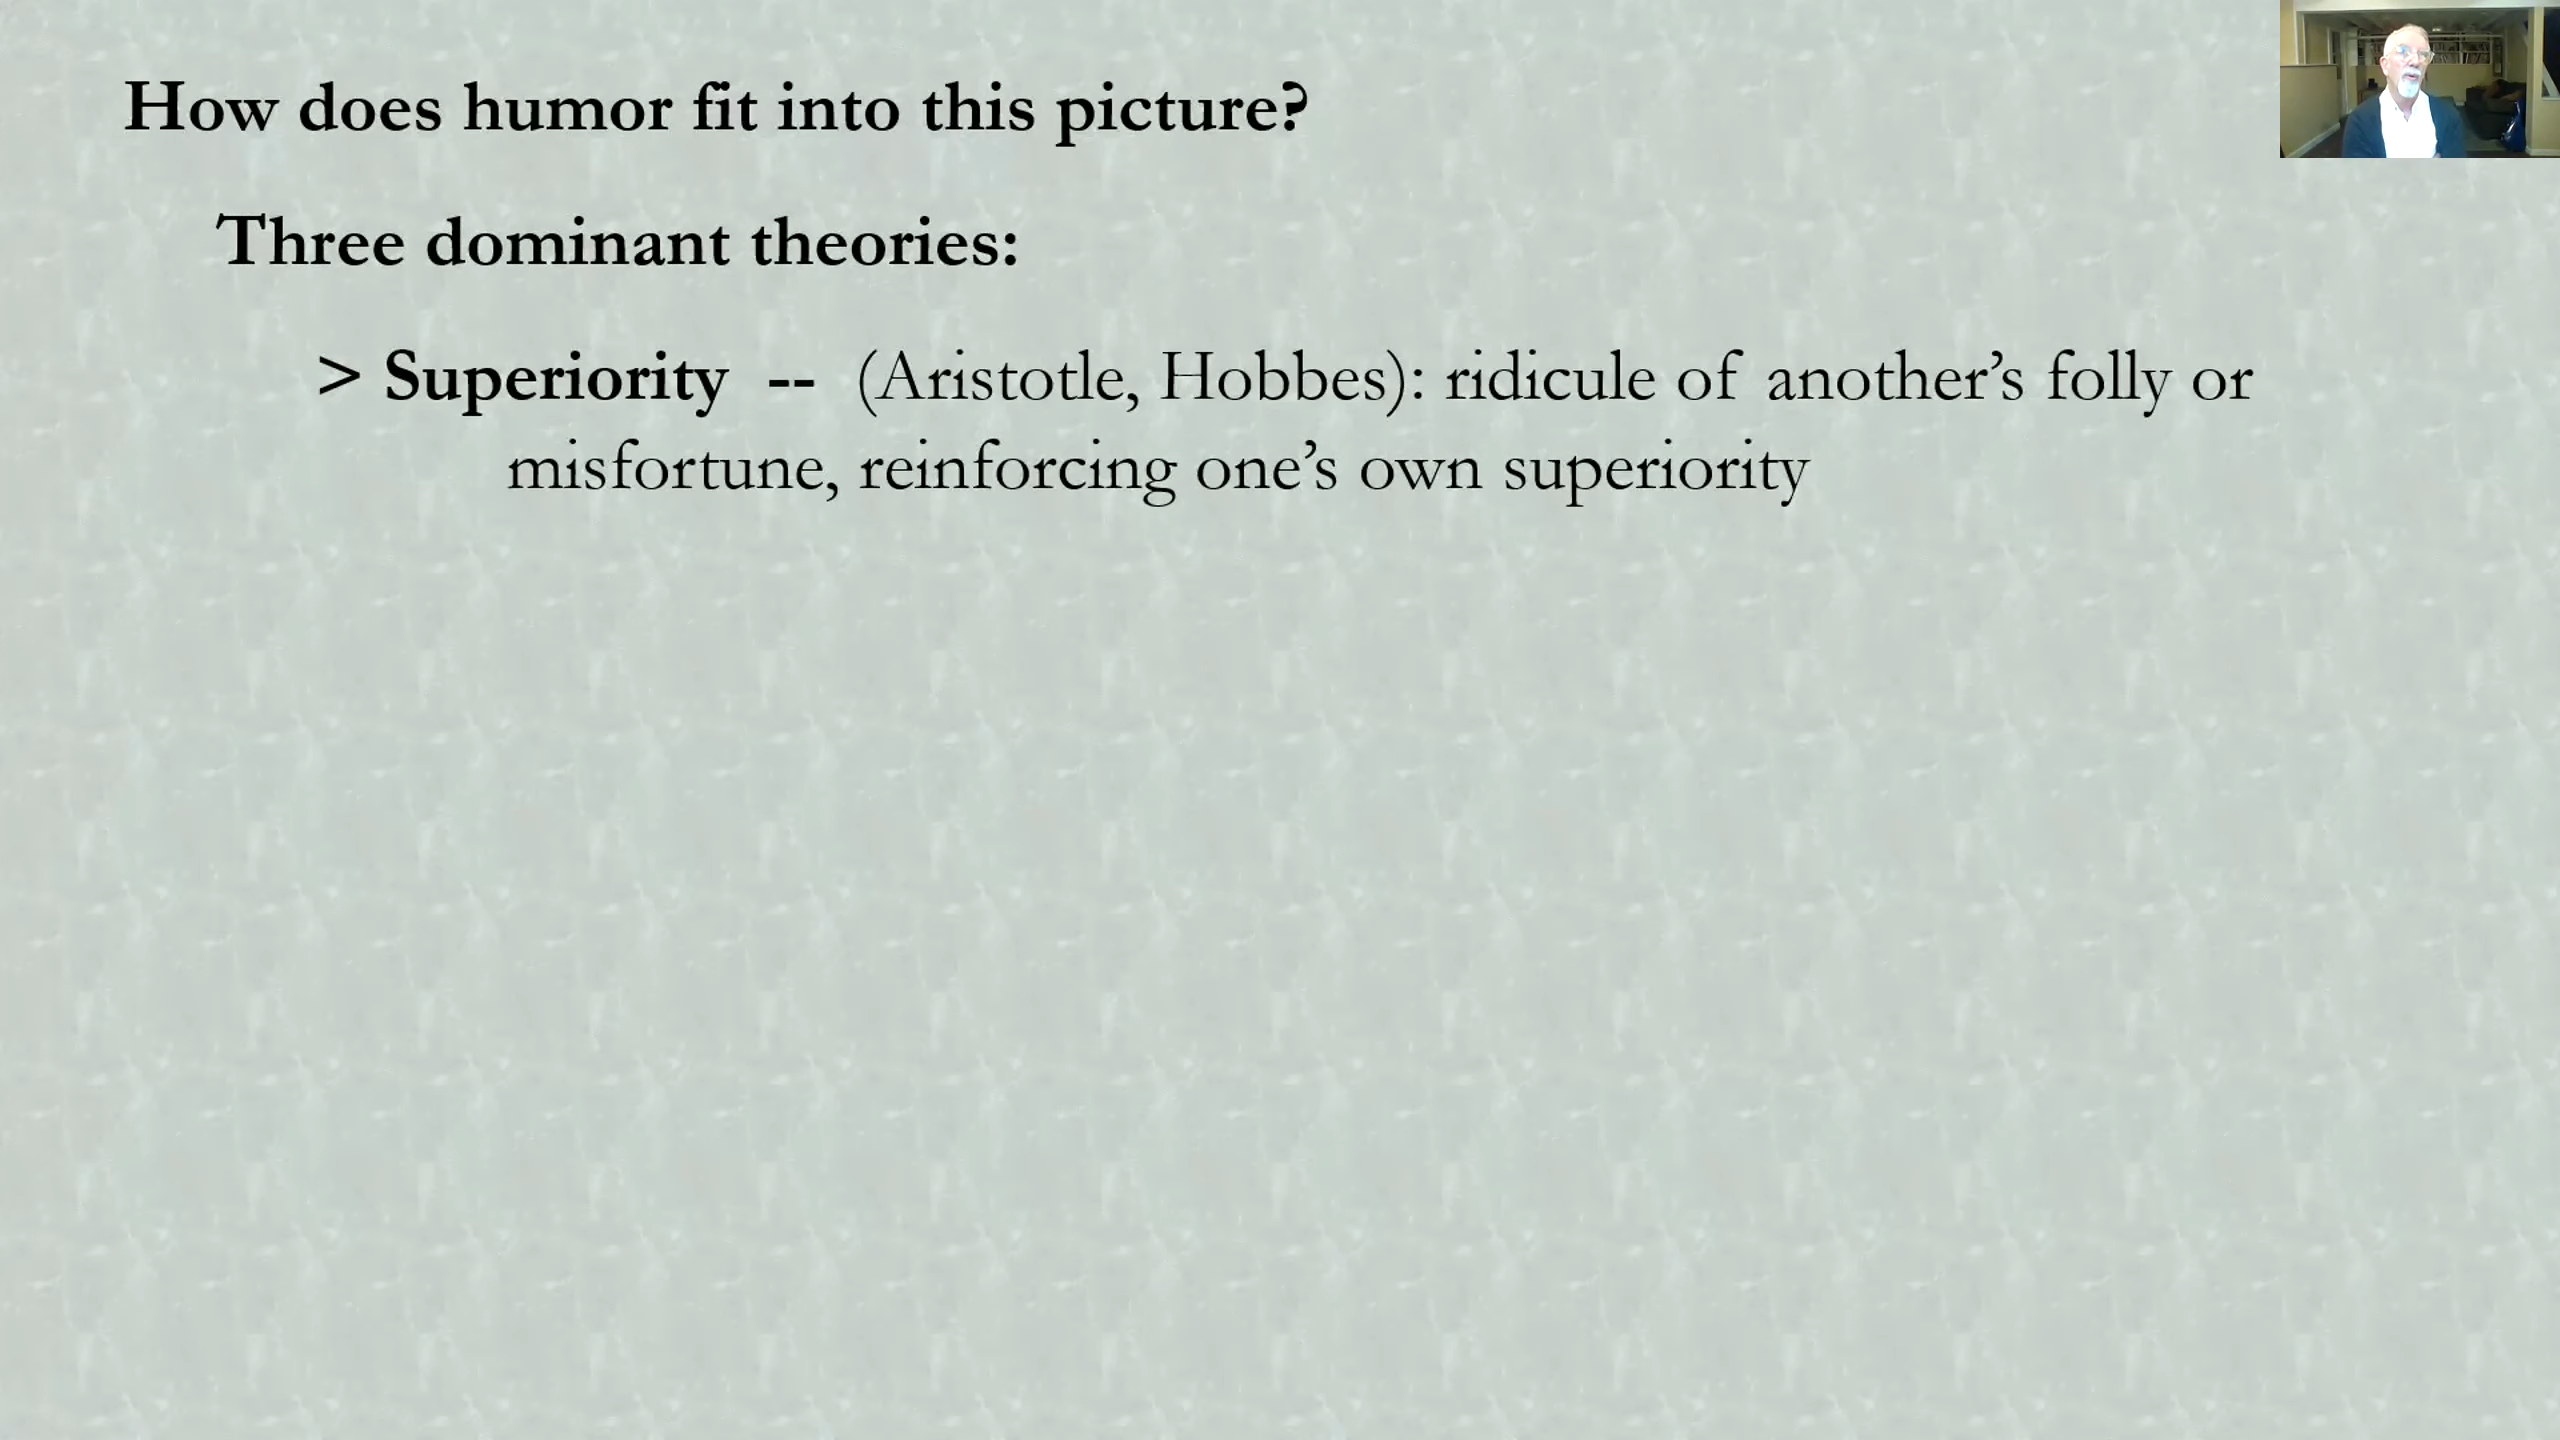 How does humor fit into this picture?
Three dominant theories:
> Superiority -- (Aristotle, Hobbes): ridicule of another’s folly or
misfortune, reinforcing one’s own superiority